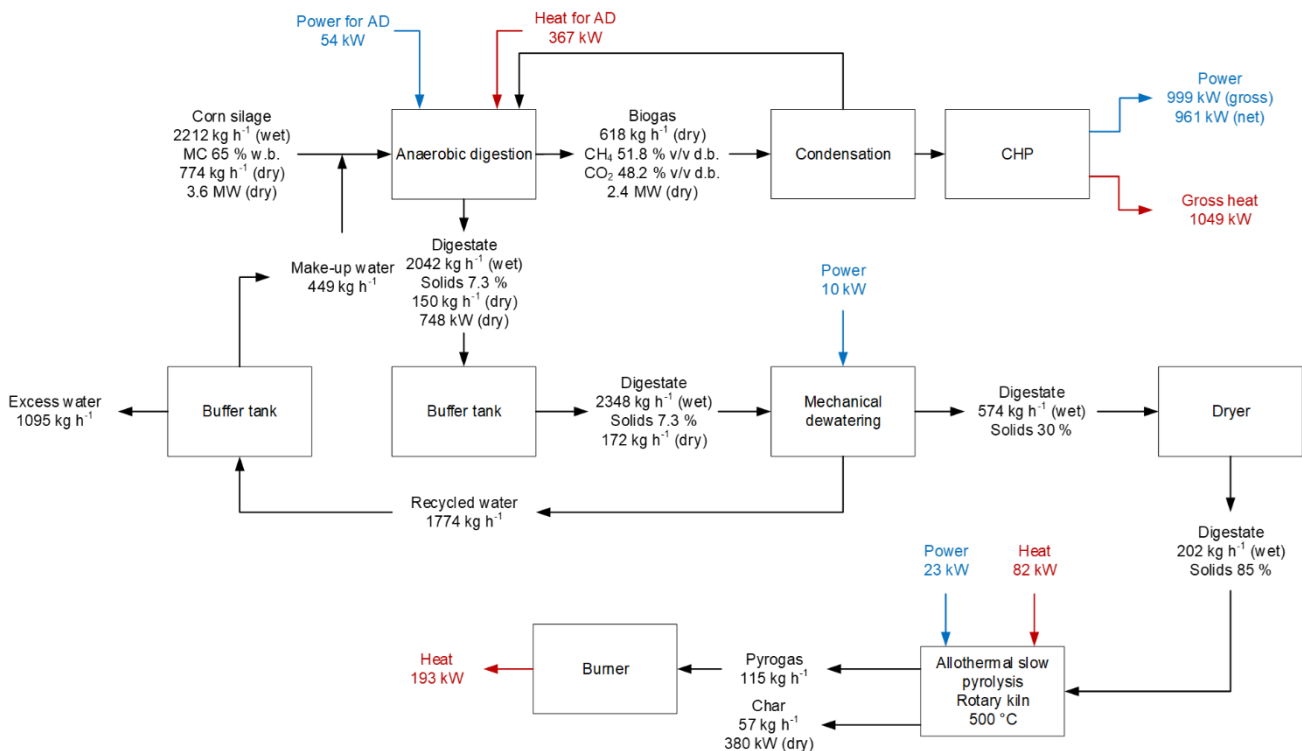 Power for AD
54 kW
Heat for AD
367 kW
Corn silage
2212 kg h⁻¹ (wet)
MC 65 % w.b.
774 kg h⁻¹ (dry)
3.6 MW (dry)
Anaerobic digestion
Biogas
618 kg h⁻¹ (dry)
CH₄ 51.8 % v/v d.b.
CO₂ 48.2 % v/v d.b.
2.4 MW (dry)
Condensation
CHP
Power
999 kW (gross)
961 kW (net)
Gross heat
1049 kW
Make-up water
449 kg h⁻¹
Digestate
2042 kg h⁻¹ (wet)
Solids 7.3 %
150 kg h⁻¹ (dry)
748 kW (dry)
Power
10 kW
Excess water
1095 kg h⁻¹
Buffer tank
Buffer tank
Digestate
2348 kg h⁻¹ (wet)
Solids 7.3 %
172 kg h⁻¹ (dry)
Mechanical
dewatering
Digestate
574 kg h⁻¹ (wet)
Solids 30 %
Dryer
Recycled water
1774 kg h⁻¹
Digestate
202 kg h⁻¹ (wet)
Solids 85 %
Power
23 kW
Heat
82 kW
Heat
193 kW
Burner
Pyrogas
115 kg h⁻¹
Char
57 kg h⁻¹
380 kW (dry)
Allothermal slow
pyrolysis
Rotary kiln
500 °C